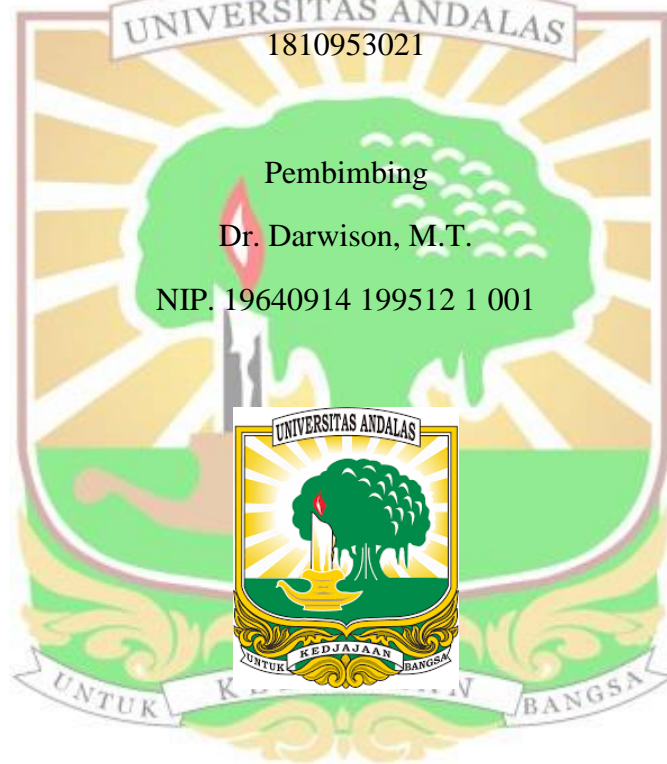 UNIVERSITAS ANDALAS
1810953021
Pembimbing
Dr. Darwison, M.T.
NIP. 19640914 199512 1 001
UNIVERSITAS ANDALAS
UNTUK KEDJAJAAN BANGSA
UNTUK K N BANGSA